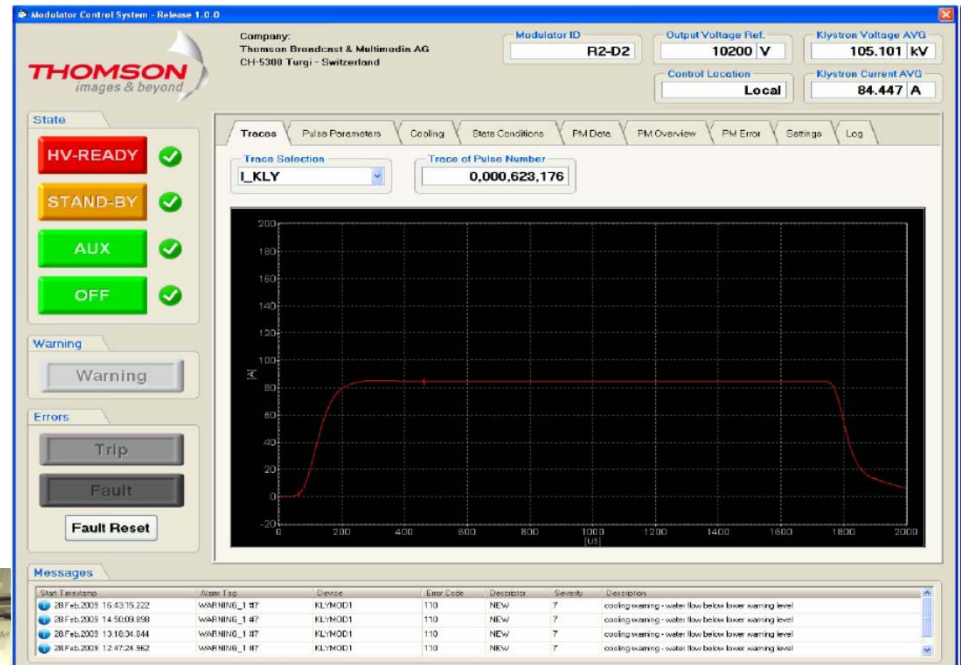 Modulator Control System - Release 1.0.0
THOMSON
images & beyond
Company:
Thomson Broadcast & Multimedia AG
CH-5300 Turgi - Switzerland
Modulator ID
R2-D2
Output Voltage Ref.
10200 V
Klystron Voltage AVG
105.101 kV
Control Location
Local
Klystron Current AVG
84.447 A
State
HV-READY
STAND-BY
AUX
OFF
Warning
Warning
Errors
Trip
Fault
Fault Reset
Traces Pulse Parameters Cooling State Conditions PM Data PM Overview PM Error Settings Log
Trace Selection
I_KLY
Trace of Pulse Number
0,000,623,176
200
180
160
140
120
100
80
60
40
20
0
-20
[A]
0 200 400 600 800 1000 1200 1400 1600 1800 2000
[us]
Messages
Start Timestamp Alarm Tag Device Error Code Descriptor Severity Description
28.Feb.2009 16:43:15.222 WARNING_1 #7 KLYMOD1 110 NEW 7 cooling warning - water flow below lower warning level
28.Feb.2009 14:50:09.898 WARNING_1 #7 KLYMOD1 110 NEW 7 cooling warning - water flow below lower warning level
28.Feb.2009 13:18:34.844 WARNING_1 #7 KLYMOD1 110 NEW 7 cooling warning - water flow below lower warning level
28.Feb.2009 12:47:24.962 WARNING_1 #7 KLYMOD1 110 NEW 7 cooling warning - water flow below lower warning level